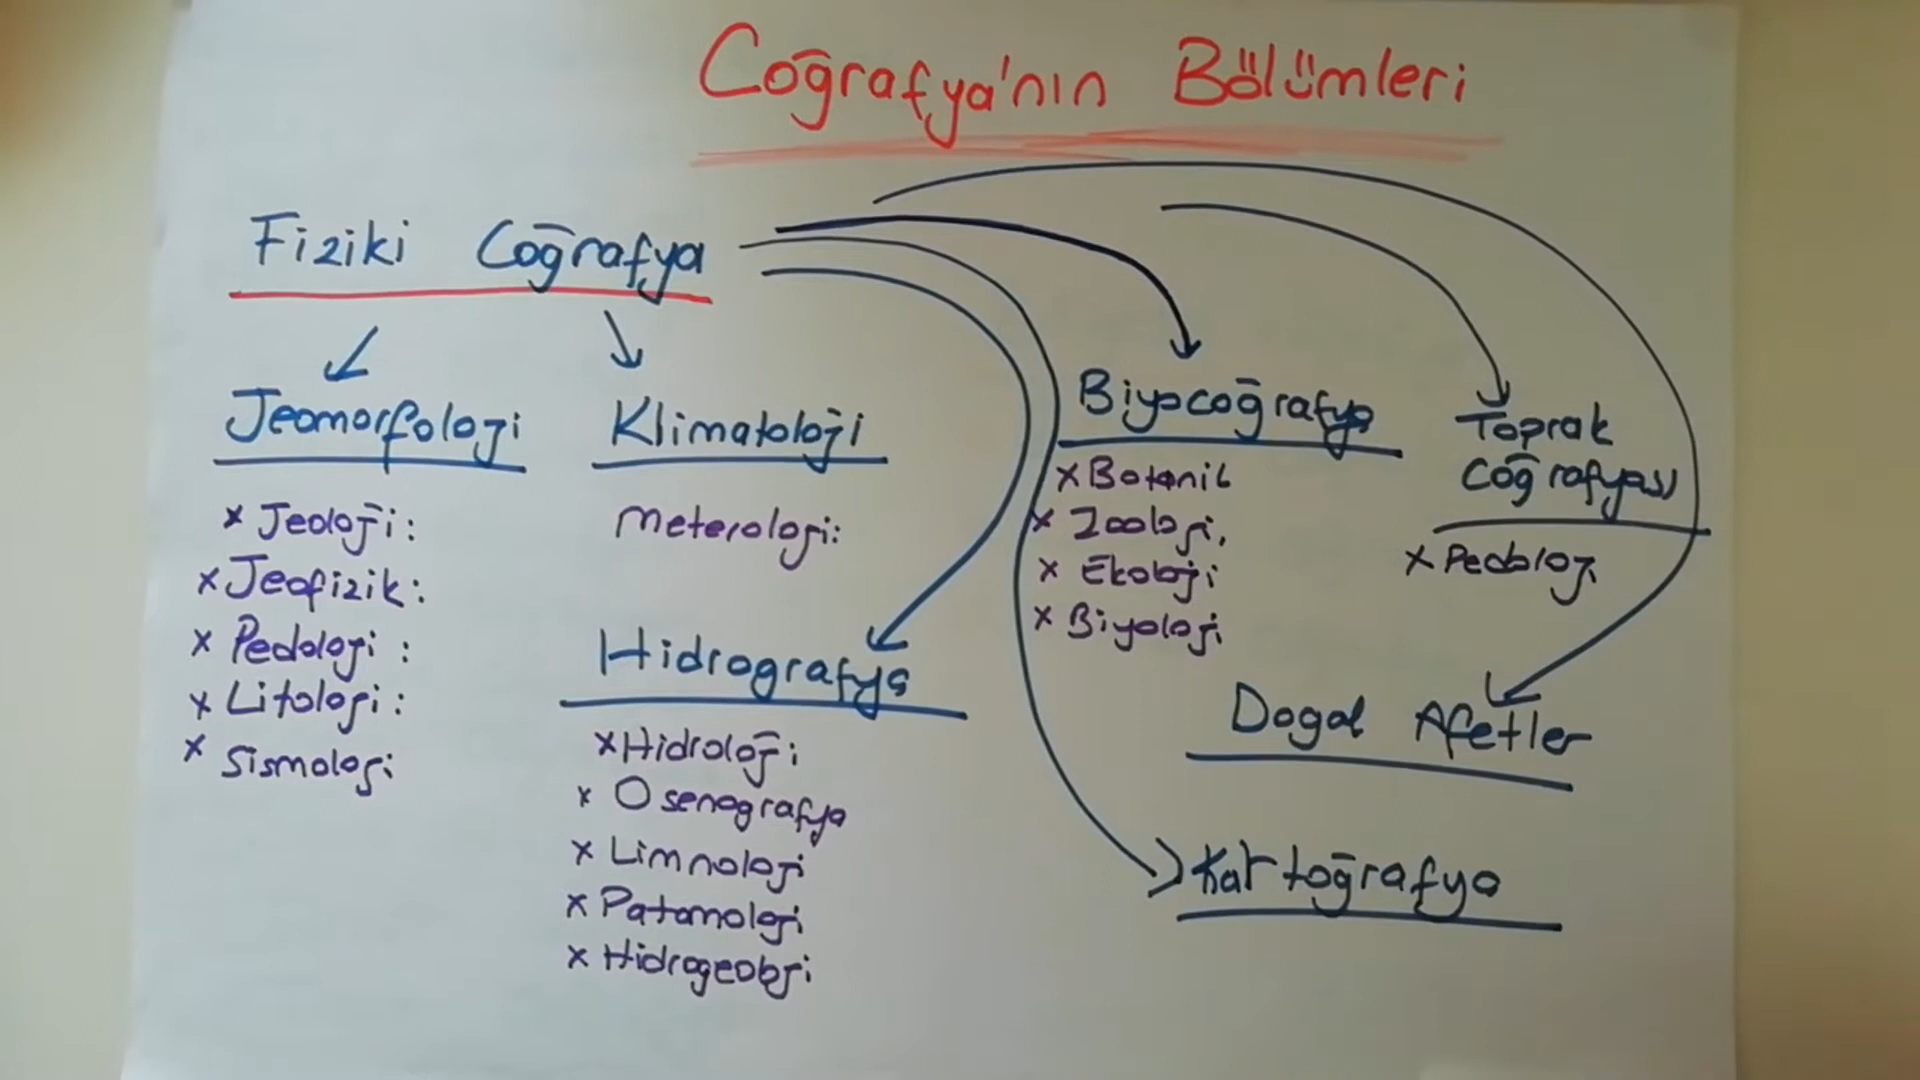 Coğrafya'nın Bölümleri
Fiziki Coğrafya
Jeomorfoloji
x Jeoloji:
x Jeofizik:
x Pedoloji:
x Litoloji:
x Sismoloji
Klimatoloji
Meteroloji:
Hidrografya
x Hidroloji
x Osenografya
x Limnoloji
x Patamoloji
x Hidrogeoloji
Biyocoğrafya
x Botanik
x Zooloji,
x Ekoloji
x Biyoloji
Toprak
Coğrafyası
x Pedoloji
Dogal Afetler
Kartoğrafya